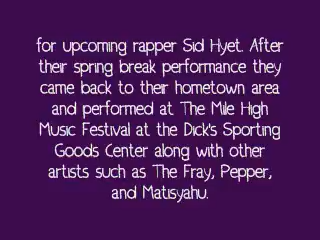 for upcoming rapper Sid Hyet. After
their spring break performance they
came back to their hometown area
and performed at The Mile High
Music Festival at the Dick's Sporting
Goods Center along with other
artists such as The Fray, Pepper,
and Matisyahu.